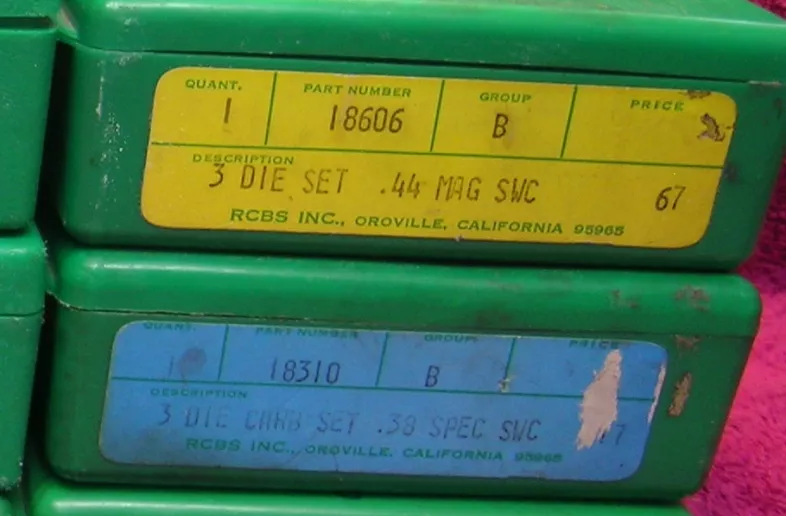 QUANT. PART NUMBER GROUP PRICE
1 18606 B
DESCRIPTION
3 DIE SET .44 MAG SWC 67
RCBS INC., OROVILLE, CALIFORNIA 95965
QUANT. PART NUMBER GROUP PRICE
1 18310 B
DESCRIPTION
3 DIE CARB SET .38 SPEC SWC
RCBS INC., OROVILLE, CALIFORNIA 95965